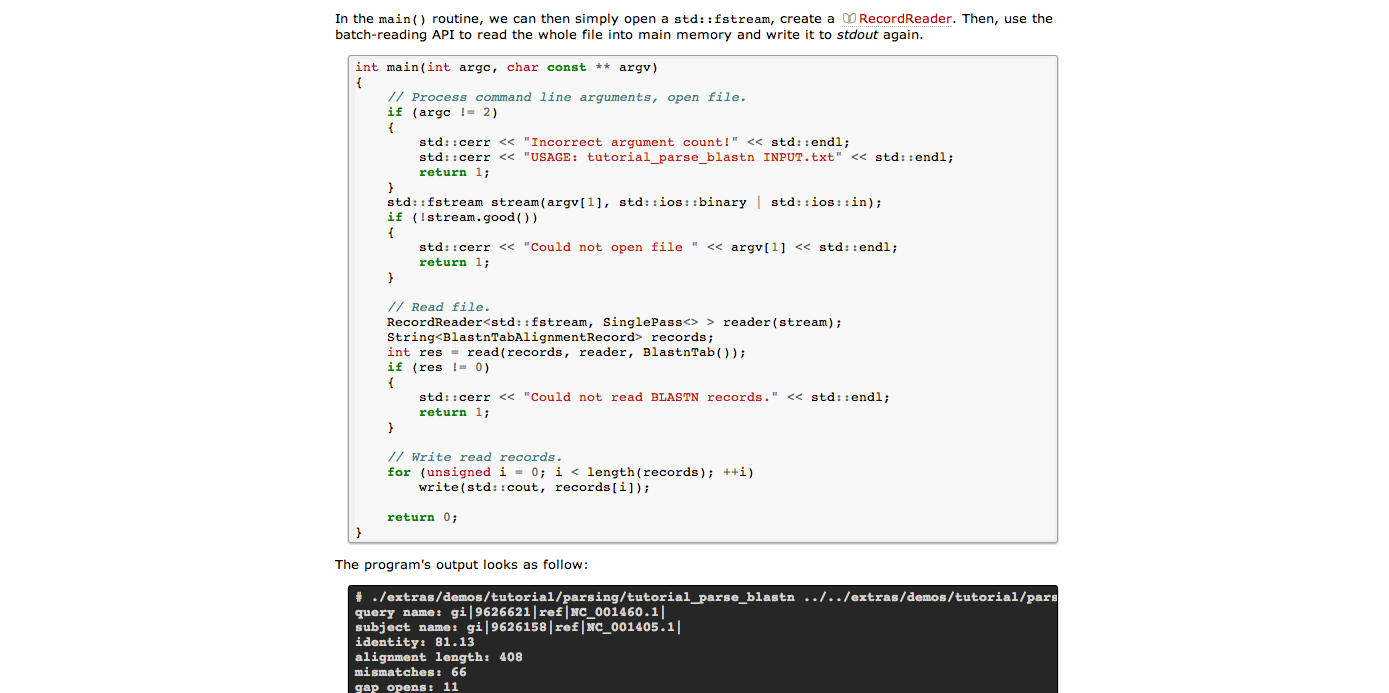 In the main() routine, we can then simply open a std::fstream, create a RecordReader. Then, use the
batch-reading API to read the whole file into main memory and write it to stdout again.
int main(int argc, char const ** argv)
{
    // Process command line arguments, open file.
    if (argc != 2)
    {
        std::cerr << "Incorrect argument count!" << std::endl;
        std::cerr << "USAGE: tutorial_parse_blastn INPUT.txt" << std::endl;
        return 1;
    }
    std::fstream stream(argv[1], std::ios::binary | std::ios::in);
    if (!stream.good())
    {
        std::cerr << "Could not open file " << argv[1] << std::endl;
        return 1;
    }
    // Read file.
    RecordReader<std::fstream, SinglePass<> > reader(stream);
    String<BlastnTabAlignmentRecord> records;
    int res = read(records, reader, BlastnTab());
    if (res != 0)
    {
        std::cerr << "Could not read BLASTN records." << std::endl;
        return 1;
    }
    // Write read records.
    for (unsigned i = 0; i < length(records); ++i)
        write(std::cout, records[i]);
    return 0;
}
The program's output looks as follow:
# ./extras/demos/tutorial/parsing/tutorial_parse_blastn ../../extras/demos/tutorial/pars
query name: gi|9626621|ref|NC_001460.1|
subject name: gi|9626158|ref|NC_001405.1|
identity: 81.13
alignment length: 408
mismatches: 66
gap opens: 11